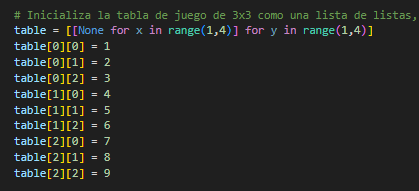 # Inicializa la tabla de juego de 3x3 como una lista de listas,
table = [[None for x in range(1,4)] for y in range(1,4)]
table[0][0] = 1
table[0][1] = 2
table[0][2] = 3
table[1][0] = 4
table[1][1] = 5
table[1][2] = 6
table[2][0] = 7
table[2][1] = 8
table[2][2] = 9